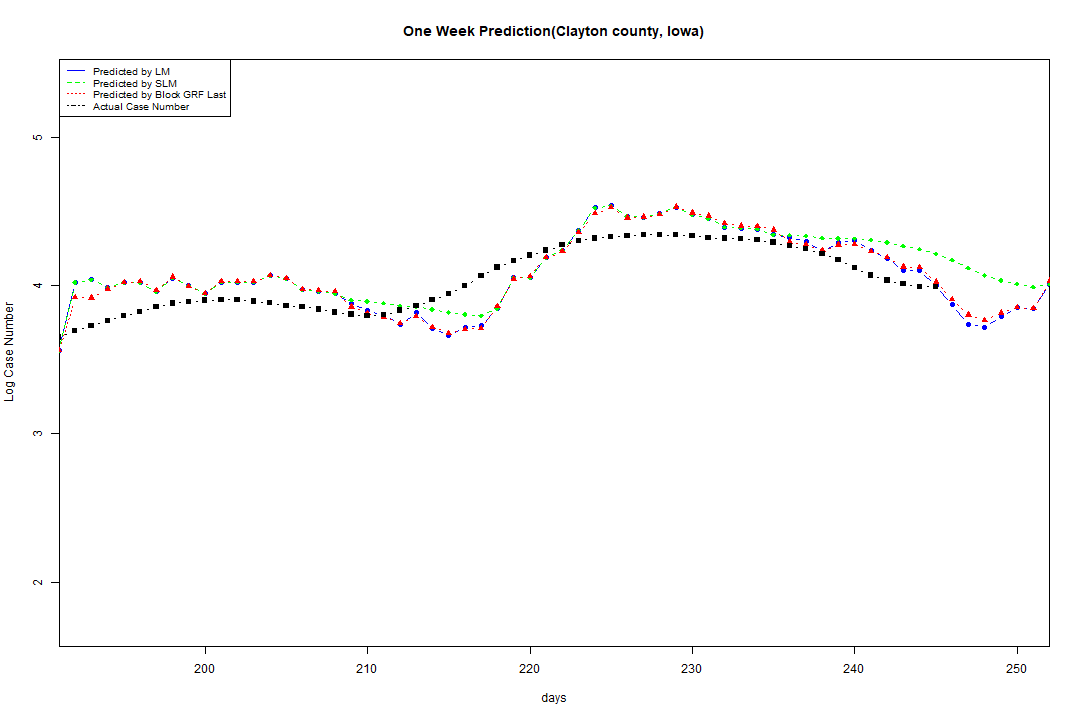 One Week Prediction(Clayton county, Iowa)
Predicted by LM
Predicted by SLM
Predicted by Block GRF Last
Actual Case Number
5
4
3
2
Log Case Number
200
210
220
230
240
250
days